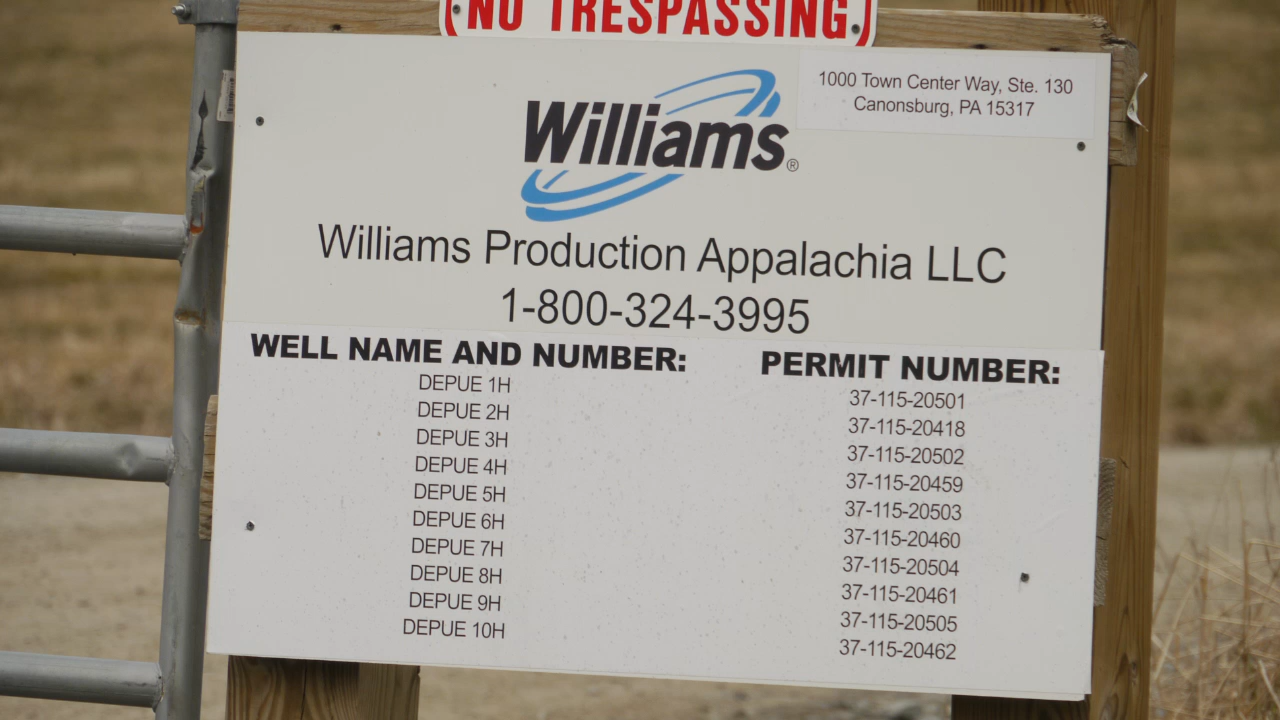 NO TRESPASSING
1000 Town Center Way, Ste. 130
Canonsburg, PA 15317
Williams®
Williams Production Appalachia LLC
1-800-324-3995
WELL NAME AND NUMBER: PERMIT NUMBER:
DEPUE 1H 37-115-20501
DEPUE 2H 37-115-20418
DEPUE 3H 37-115-20502
DEPUE 4H 37-115-20459
DEPUE 5H 37-115-20503
DEPUE 6H 37-115-20460
DEPUE 7H 37-115-20504
DEPUE 8H 37-115-20461
DEPUE 9H 37-115-20505
DEPUE 10H 37-115-20462